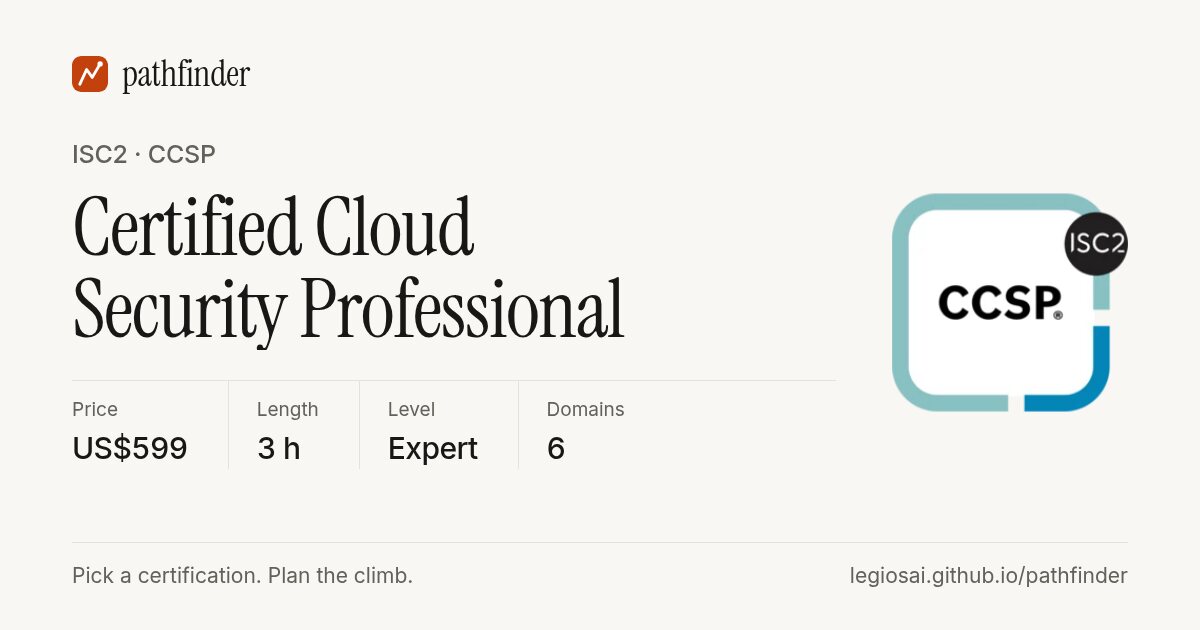 pathfinder
ISC2 · CCSP
Certified Cloud
Security Professional
ISC2
CCSP®
Price
US$599
Length
3 h
Level
Expert
Domains
6
Pick a certification. Plan the climb.
legiosai.github.io/pathfinder